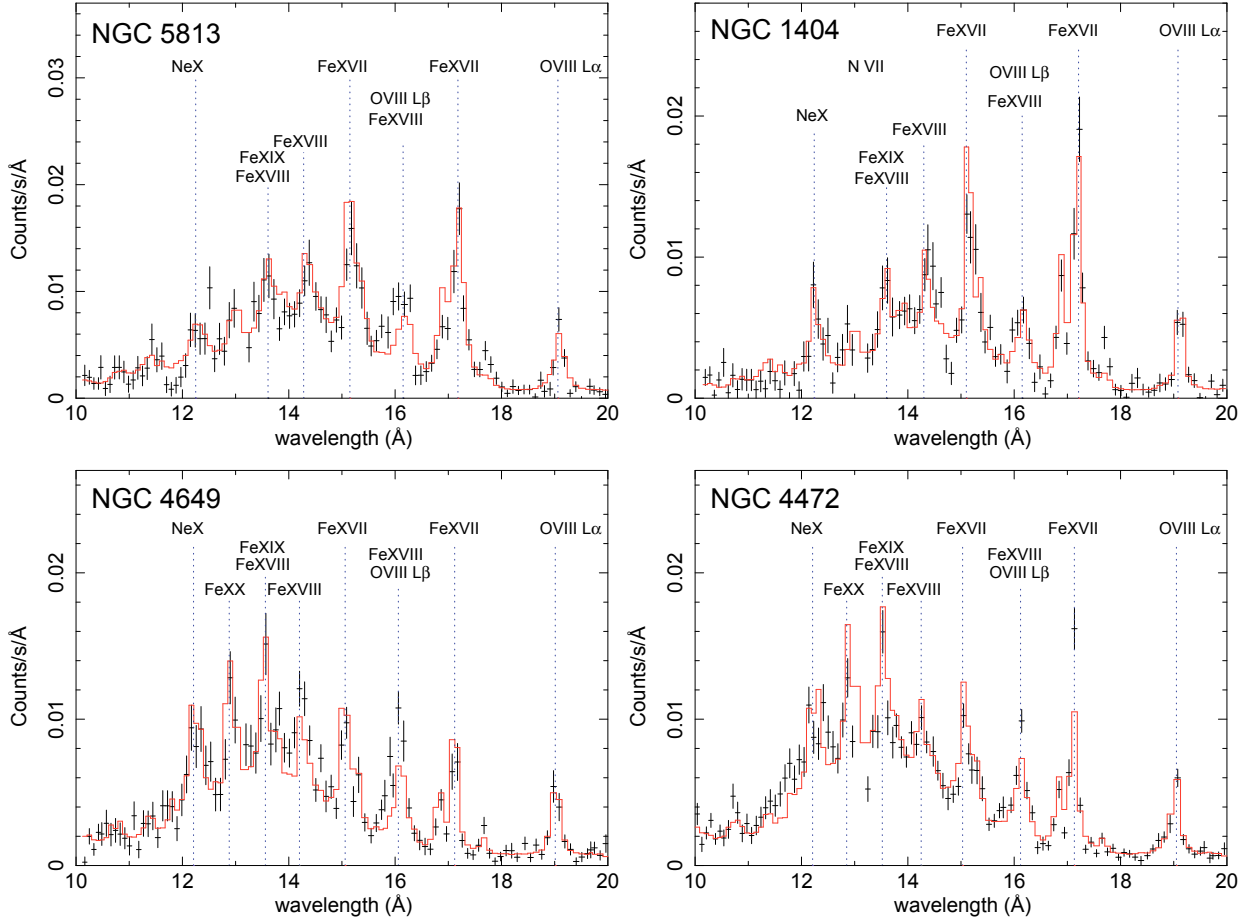 NGC 5813
NeX
FeXVII
FeXVII
OVIII Lα
OVIII Lβ
FeXVIII
FeXVIII
FeXIX
FeXVIII
Counts/s/Å
0
0.01
0.02
0.03
10
12
14
16
18
20
wavelength (Å)
NGC 1404
FeXVII
FeXVII
OVIII Lα
N VII
OVIII Lβ
FeXVIII
NeX
FeXVIII
FeXIX
FeXVIII
Counts/s/Å
0
0.01
0.02
10
12
14
16
18
20
wavelength (Å)
NGC 4649
NeX
FeXVII
FeXVII
OVIII Lα
FeXIX
FeXVIII
FeXVIII
OVIII Lβ
FeXX
FeXVIII
Counts/s/Å
0
0.01
0.02
10
12
14
16
18
20
wavelength (Å)
NGC 4472
NeX
FeXVII
FeXVII
OVIII Lα
FeXIX
FeXVIII
FeXVIII
OVIII Lβ
FeXX
FeXVIII
Counts/s/Å
0
0.01
0.02
10
12
14
16
18
20
wavelength (Å)